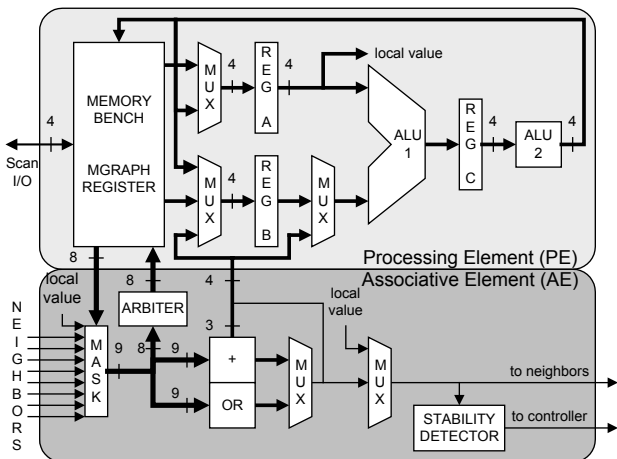 MEMORY
BENCH
MGRAPH
REGISTER
4
Scan
I/O
MUX
4
REG A
4
local value
MUX
4
REG B
MUX
ALU
1
REG C
4
ALU
2
4
Processing Element (PE)
Associative Element (AE)
8
8
4
local
value
ARBITER
3
local
value
NEIGHBORS
MASK
9
8
9
9
+
OR
MUX
MUX
to neighbors
STABILITY
DETECTOR
to controller